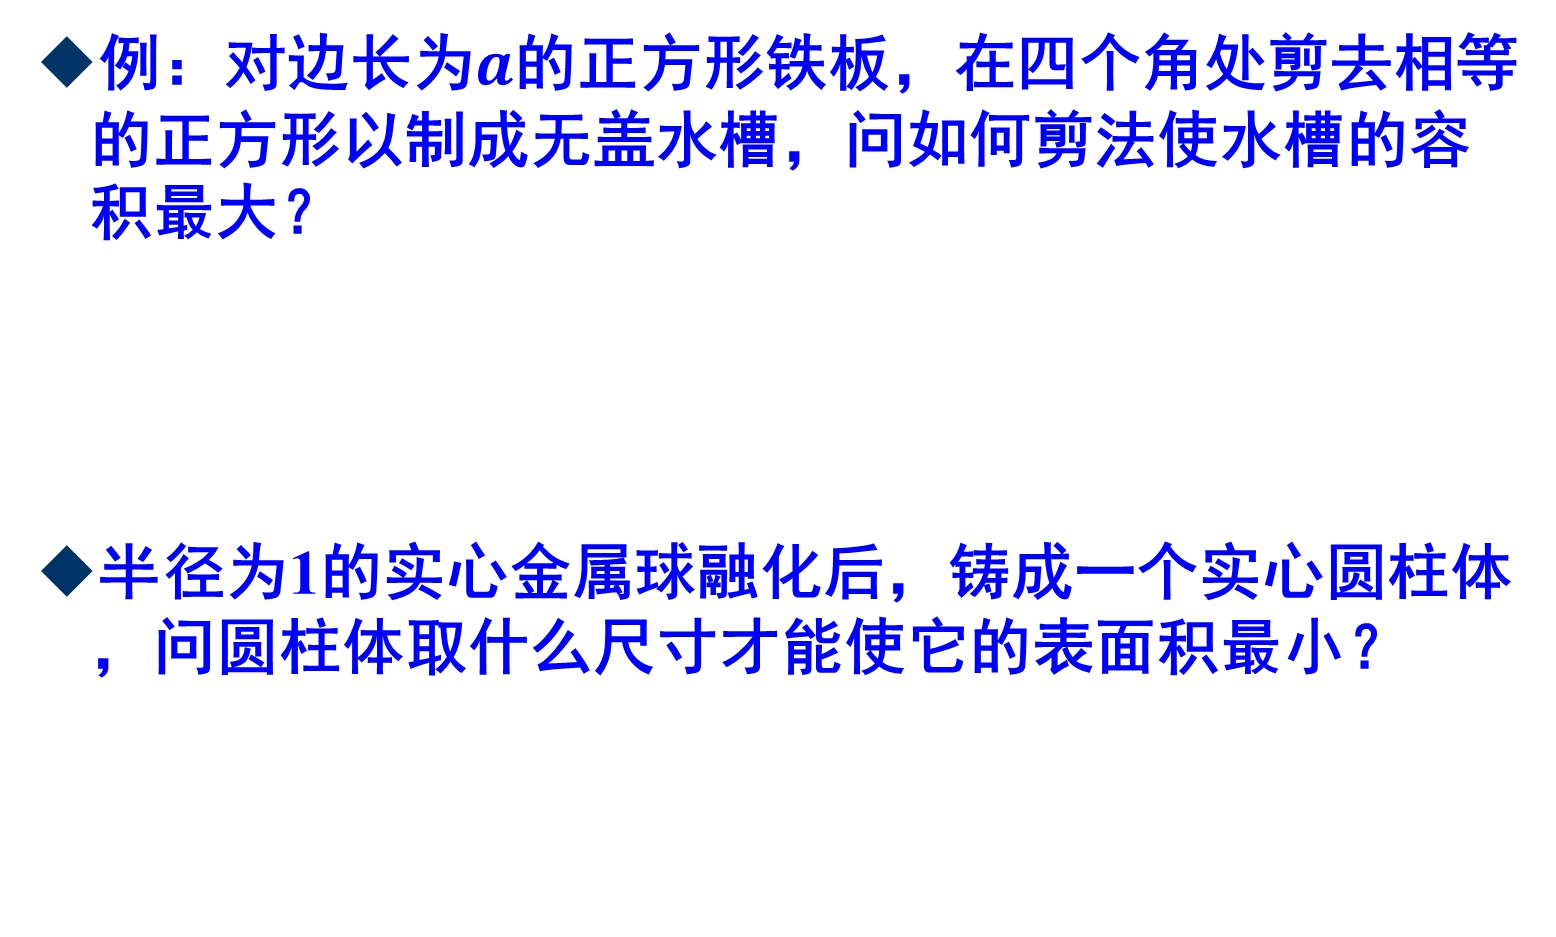 ◆例：对边长为a的正方形铁板，在四个角处剪去相等
的正方形以制成无盖水槽，问如何剪法使水槽的容
积最大？
◆半径为1的实心金属球融化后，铸成一个实心圆柱体
，问圆柱体取什么尺寸才能使它的表面积最小？